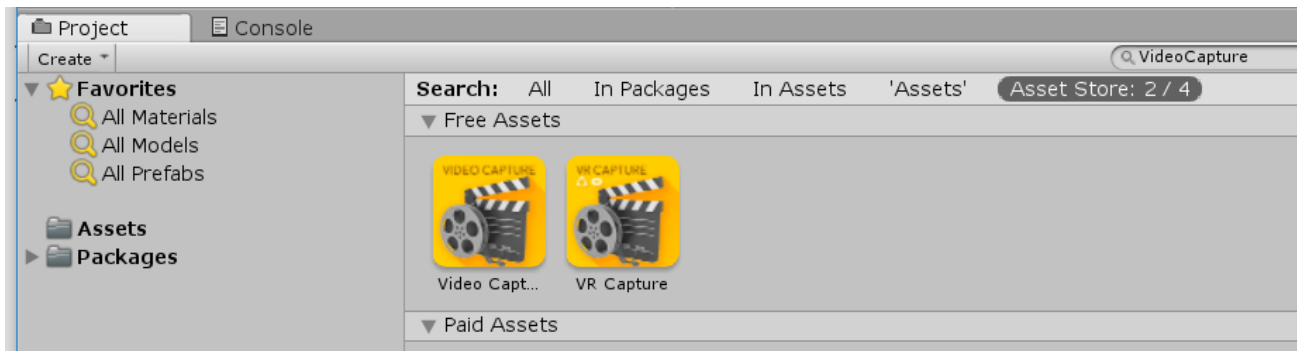 Project
Console
Create
VideoCapture
Favorites
All Materials
All Models
All Prefabs
Assets
Packages
Search: All In Packages In Assets 'Assets' Asset Store: 2 / 4
Free Assets
VIDEO CAPTURE
VR CAPTURE
Video Capt...
VR Capture
Paid Assets